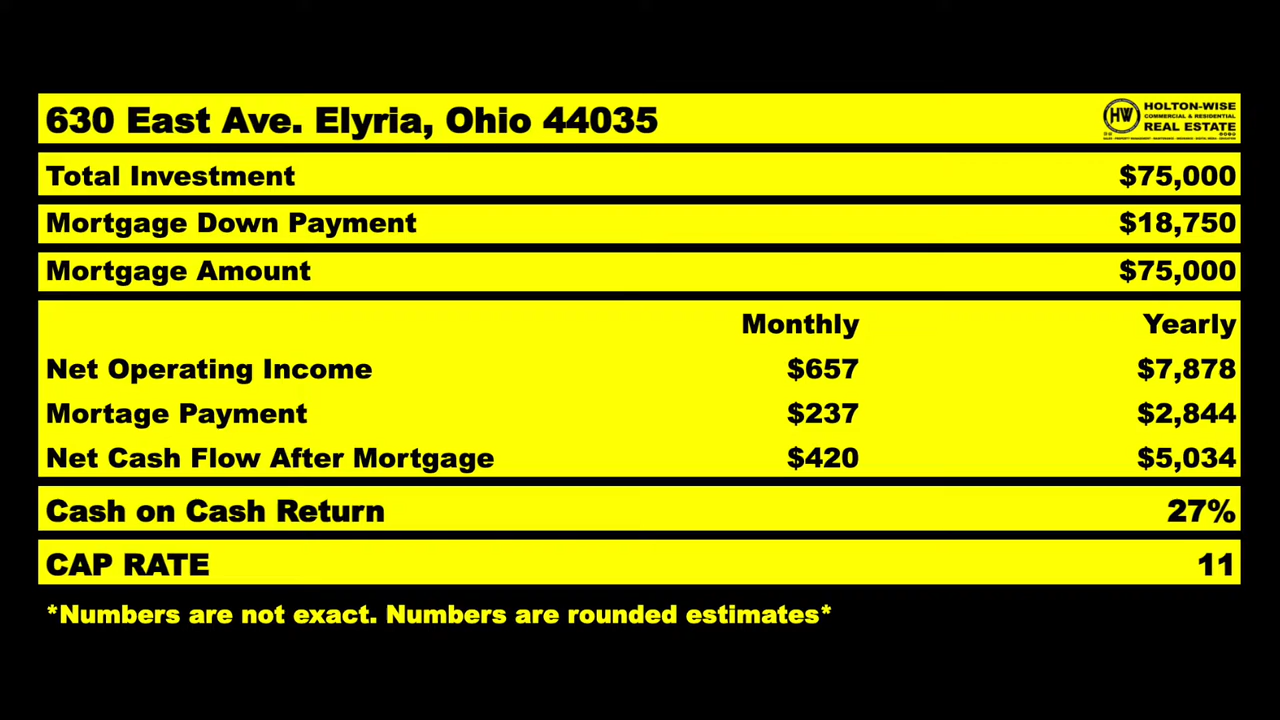 630 East Ave. Elyria, Ohio 44035
HW
HOLTON-WISE
COMMERCIAL & RESIDENTIAL
REAL ESTATE
Total Investment $75,000
Mortgage Down Payment $18,750
Mortgage Amount $75,000
Monthly Yearly
Net Operating Income $657 $7,878
Mortage Payment $237 $2,844
Net Cash Flow After Mortgage $420 $5,034
Cash on Cash Return 27%
CAP RATE 11
*Numbers are not exact. Numbers are rounded estimates*